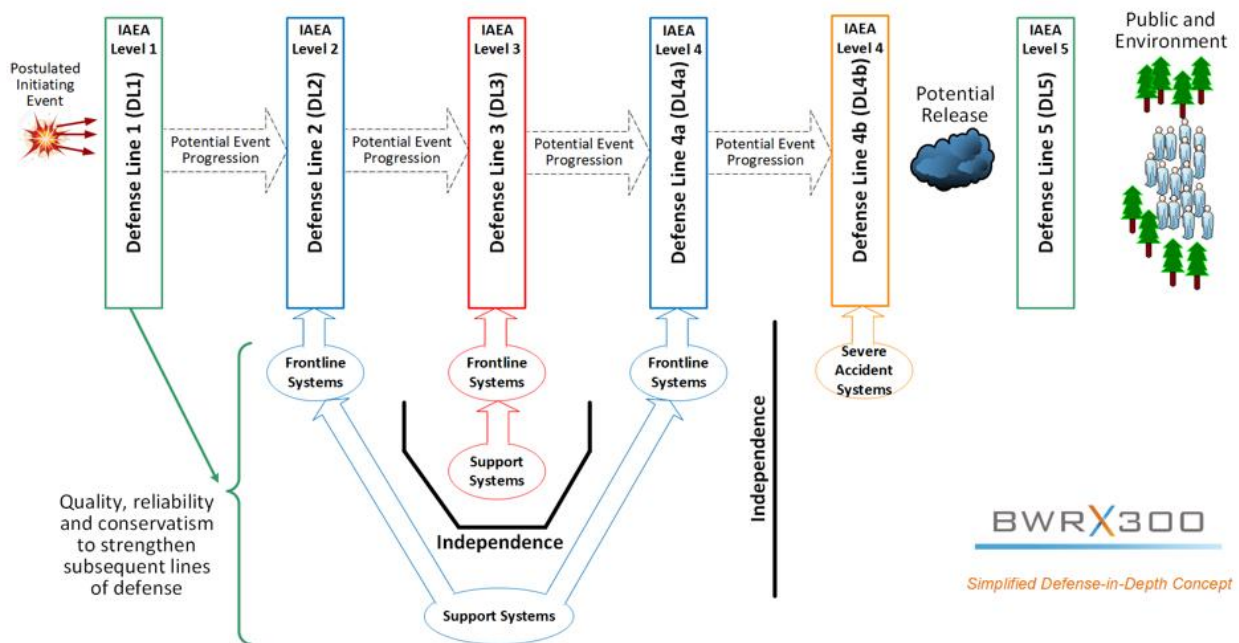 Postulated
Initiating
Event
IAEA
Level 1
Defense Line 1 (DL1)
Potential Event
Progression
IAEA
Level 2
Defense Line 2 (DL2)
Potential Event
Progression
IAEA
Level 3
Defense Line 3 (DL3)
Potential Event
Progression
IAEA
Level 4
Defense Line 4a (DL4a)
Potential Event
Progression
IAEA
Level 4
Defense Line 4b (DL4b)
Potential
Release
IAEA
Level 5
Defense Line 5 (DL5)
Public and
Environment
Frontline
Systems
Frontline
Systems
Frontline
Systems
Severe
Accident
Systems
Support
Systems
Independence
Independence
Quality, reliability
and conservatism
to strengthen
subsequent lines
of defense
Support Systems
BWRX300
Simplified Defense-in-Depth Concept